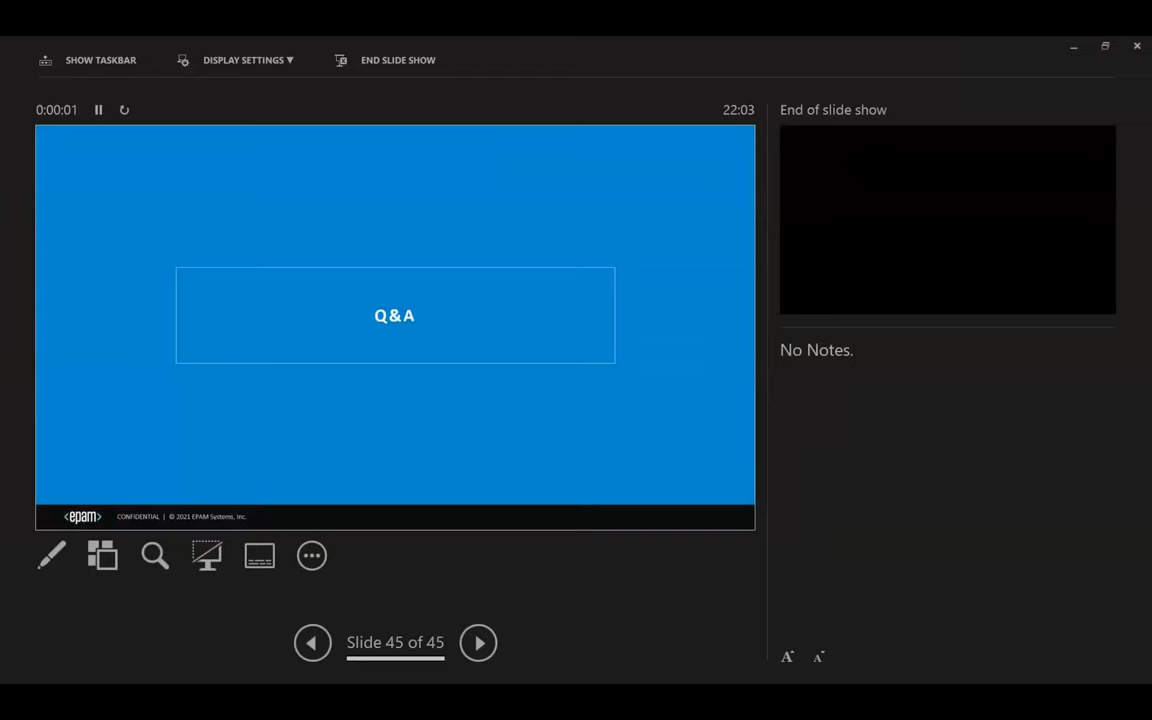 SHOW TASKBAR
DISPLAY SETTINGS ▼
END SLIDE SHOW
0:00:01
22:03
End of slide show
Q&A
No Notes.
<epam> CONFIDENTIAL | © 2021 EPAM Systems, Inc.
Slide 45 of 45
A A